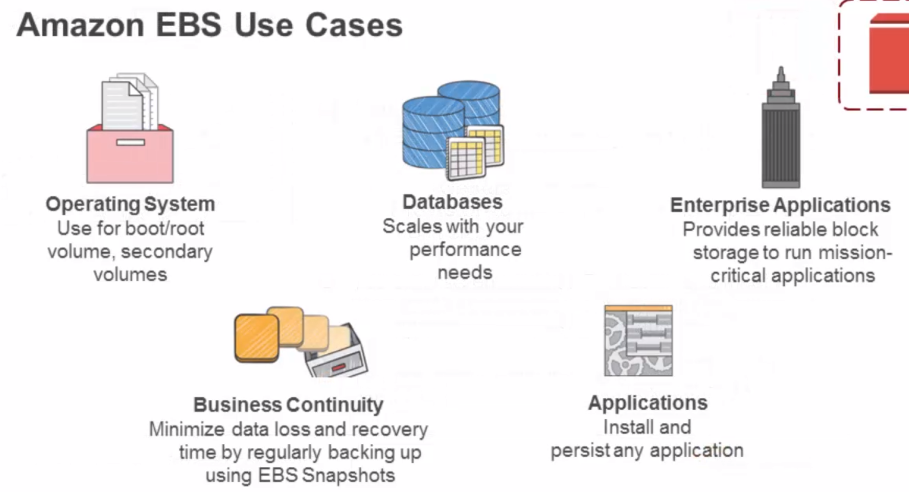 Amazon EBS Use Cases
Operating System
Use for boot/root
volume, secondary
volumes
Databases
Scales with your
performance
needs
Enterprise Applications
Provides reliable block
storage to run mission-
critical applications
Business Continuity
Minimize data loss and recovery
time by regularly backing up
using EBS Snapshots
Applications
Install and
persist any application